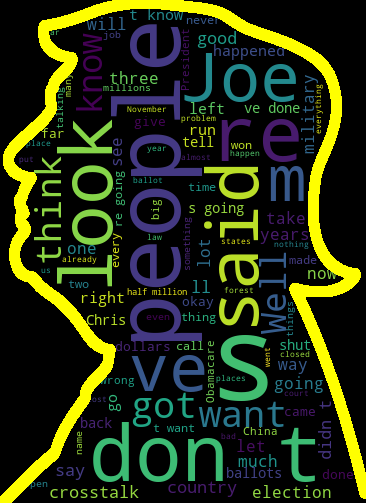 t know
never
will
job
know
good
happened
President
three
millions
Joe
many
talking
everything
military
November
left
ve done
far
place
give
problem
run
won
re
tell
year
almost
happen
put
look
people
see
think
ballot
time
said
m
every
re going
big
s going
take
years
one
law
something
lot
states
nothing
already
us
two
ll
Well
made
now
right
half million
forest
okay
things
Chris
even
thing
went
dollars
call
shut
closed
wrong
ve
Obamacare
places
S
way
going
go
got
want
court
came
didn t
back
t want
China
bad
let
name
don t
say
much
ballots
done
country
crosstalk
election